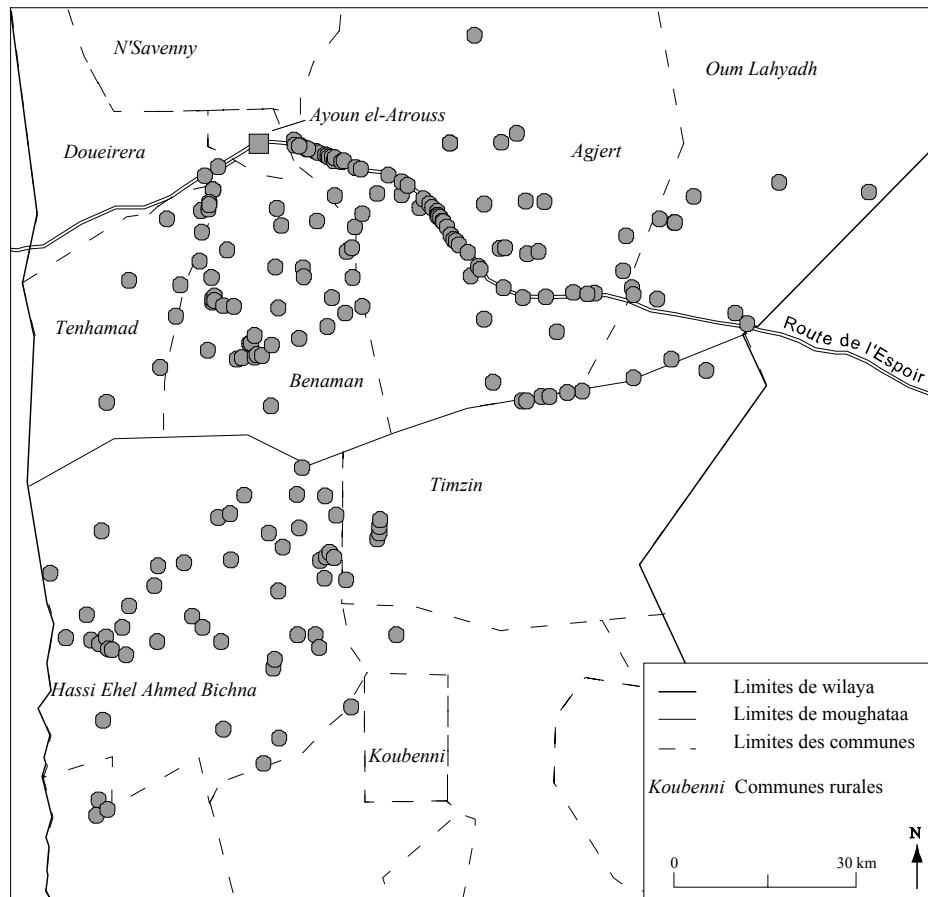 N'Savenny
Oum Lahyadh
Ayoun el-Atrouss
Doueirera
Agjert
Tenhamad
Route de l'Espoir
Benaman
Timzin
Hassi Ehel Ahmed Bichna
Koubenni
Limites de wilaya
Limites de moughataa
Limites des communes
Koubenni Communes rurales
N
0 30 km